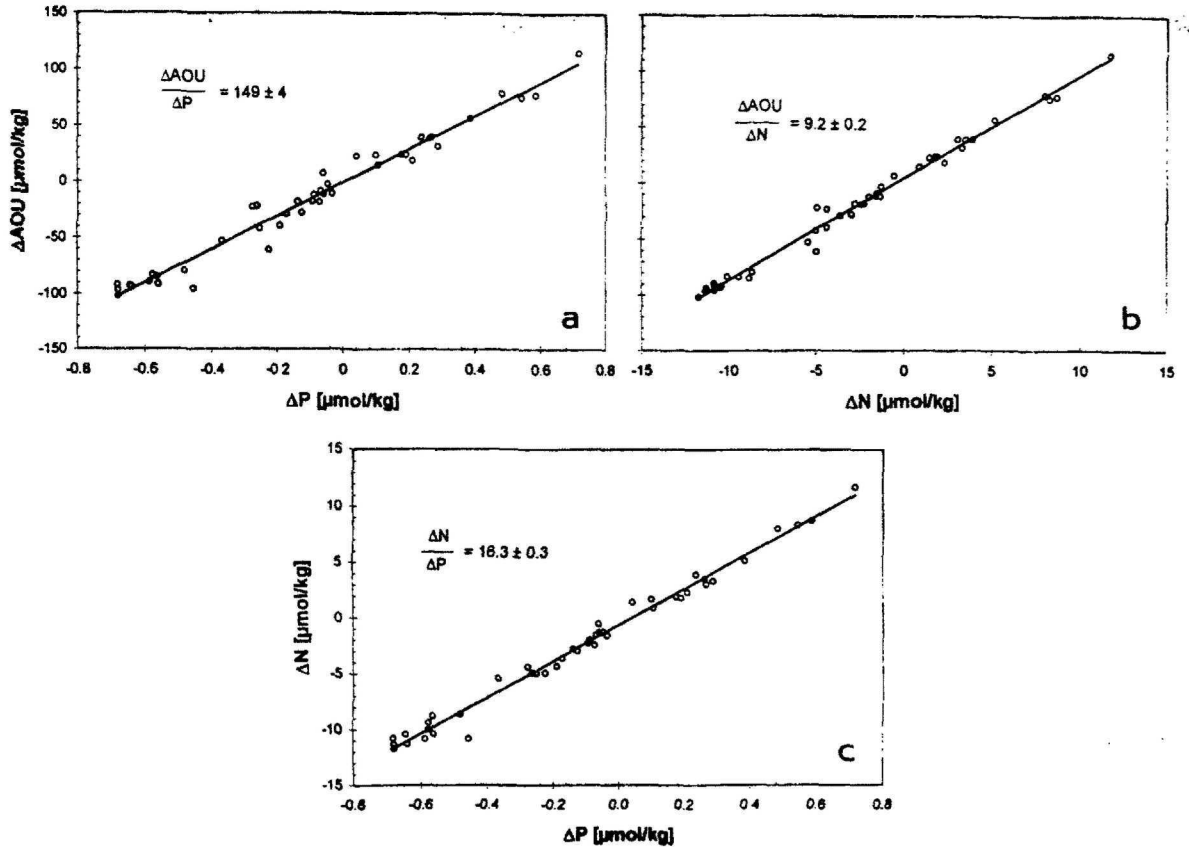 150
100
50
0
-50
-100
-150
ΔAOU [µmol/kg]
ΔAOU
ΔP
= 149 ± 4
a
-0.8 -0.6 -0.4 -0.2 0 0.2 0.4 0.6 0.8
ΔP [µmol/kg]
ΔAOU
ΔN
= 9.2 ± 0.2
b
-15 -10 -5 0 5 10 15
ΔN [µmol/kg]
15
10
5
0
-5
-10
-15
ΔN [µmol/kg]
ΔN
ΔP
= 16.3 ± 0.3
c
-0.8 -0.6 -0.4 -0.2 0.0 0.2 0.4 0.6 0.8
ΔP [µmol/kg]